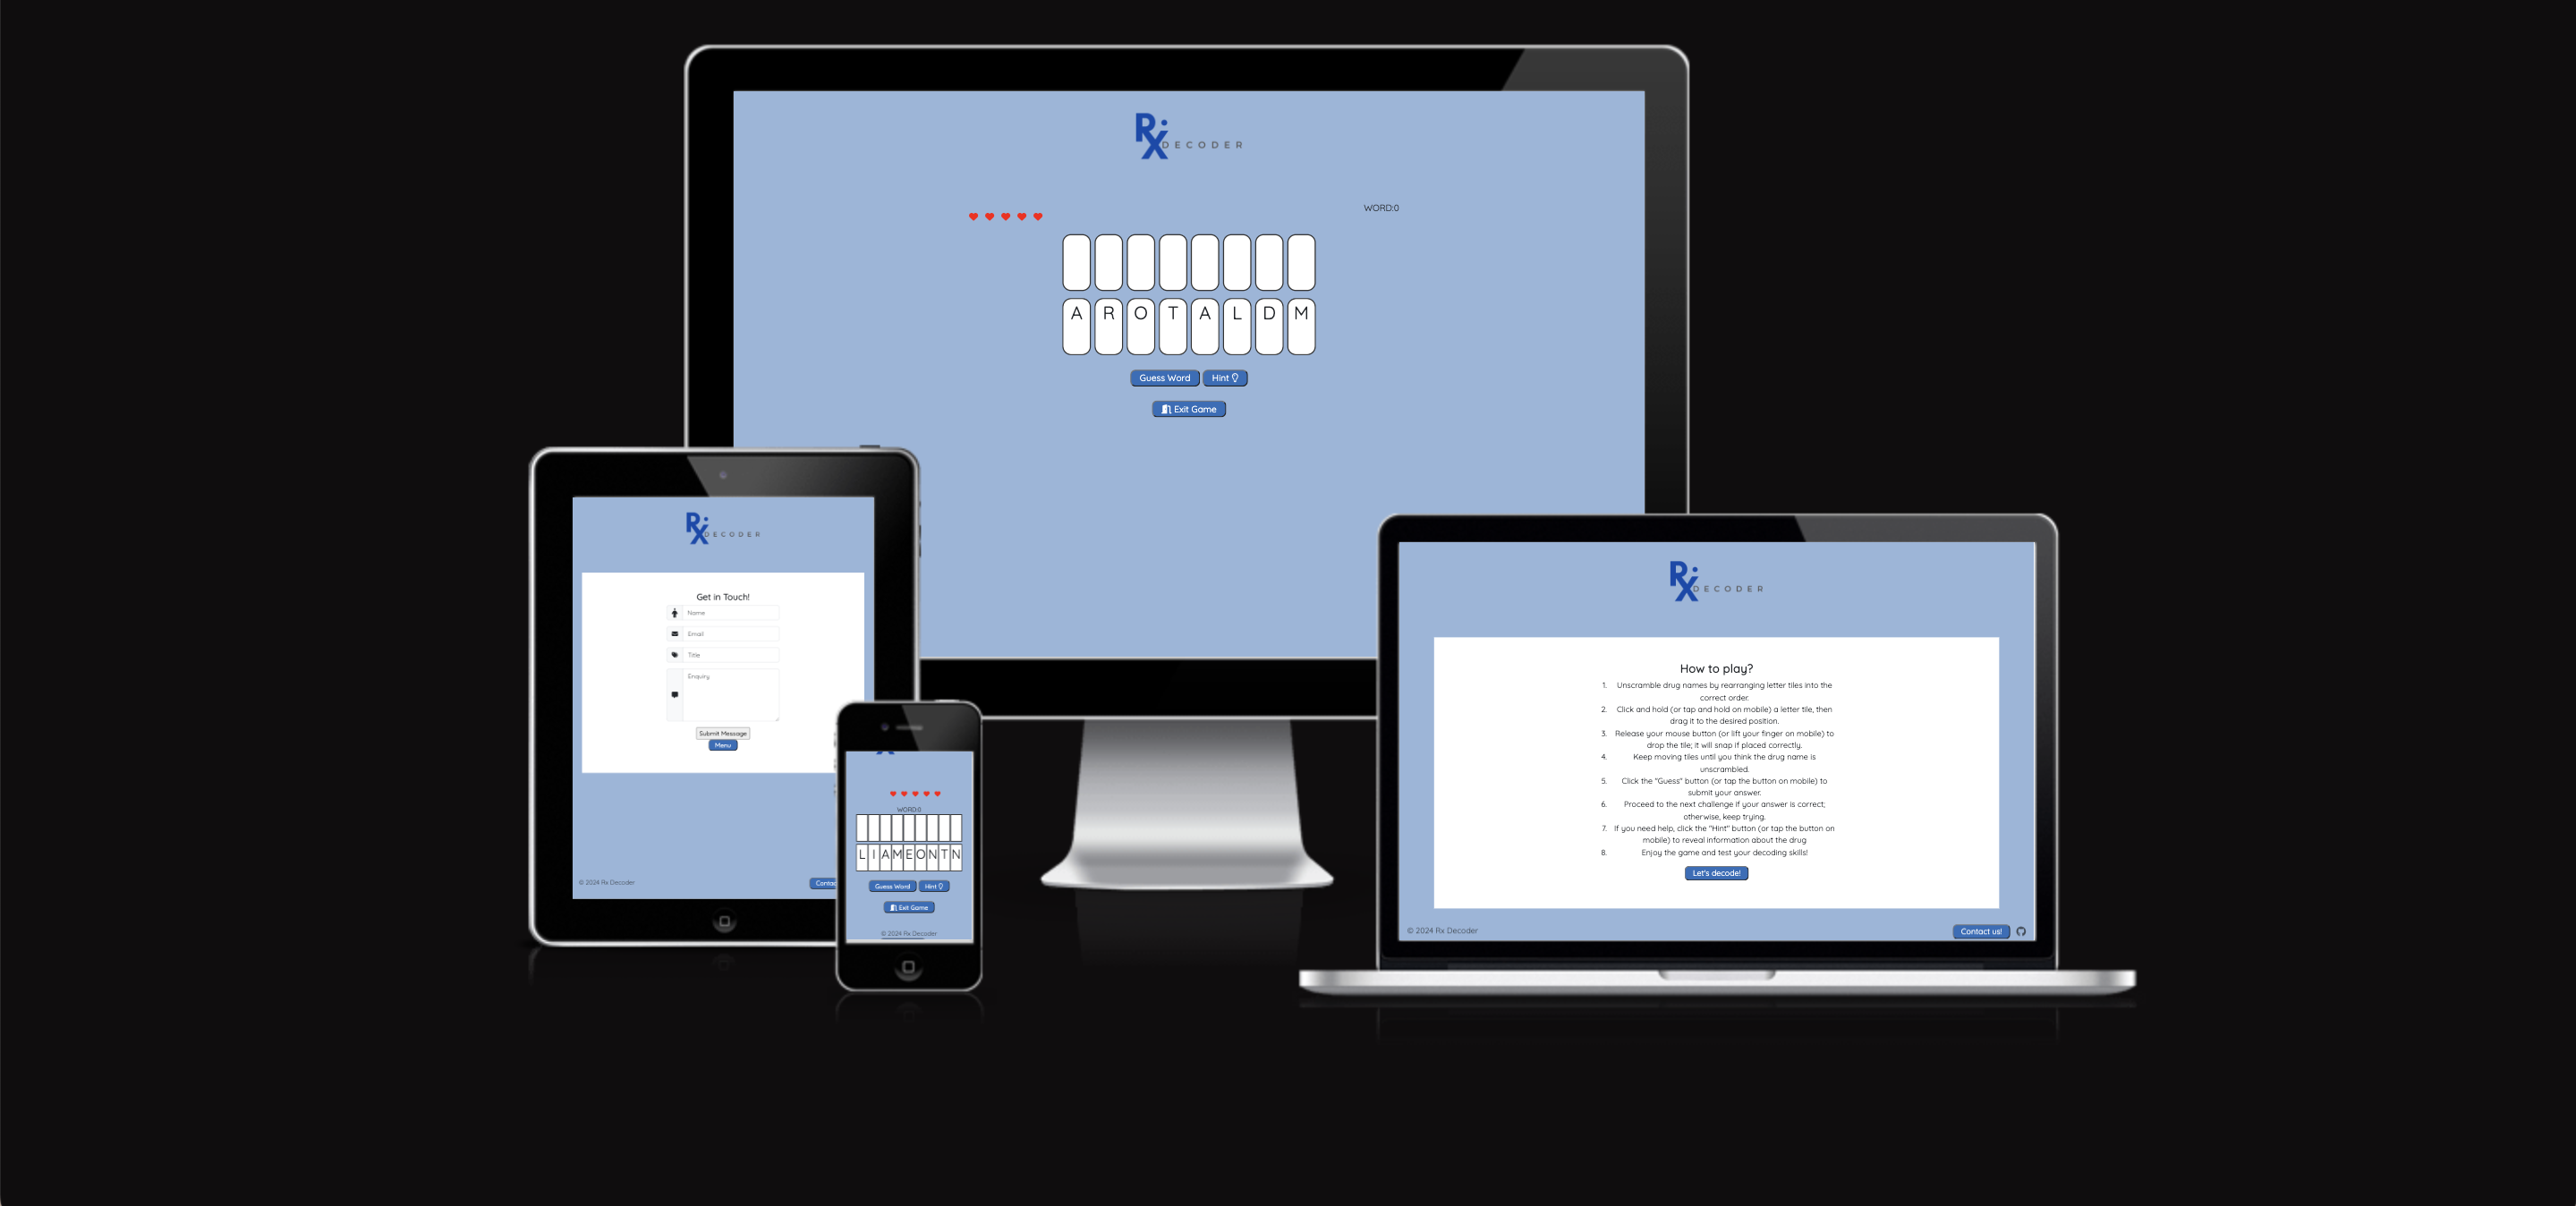 Rx DECODER
WORD:0
A R O T A L D M
Guess Word Hint
Exit Game
Rx DECODER
Get in Touch!
Name
Email
Title
Enquiry
Submit Message
Menu
© 2024 Rx Decoder
WORD:0
L I A M E O N T N
Guess Word Hint
Exit Game
© 2024 Rx Decoder
Rx DECODER
How to play?
1. Unscramble drug names by rearranging letter tiles into the
correct order.
2. Click and hold (or tap and hold on mobile) a letter tile, then
drag it to the desired position.
3. Release your mouse button (or lift your finger on mobile) to
drop the tile; it will snap if placed correctly.
4. Keep moving tiles until you think the drug name is
unscrambled.
5. Click the "Guess" button (or tap the button on mobile) to
submit your answer.
6. Proceed to the next challenge if your answer is correct;
otherwise, keep trying.
7. If you need help, click the "Hint" button (or tap the button on
mobile) to reveal information about the drug
8. Enjoy the game and test your decoding skills!
Let's decode!
© 2024 Rx Decoder
Contact us!